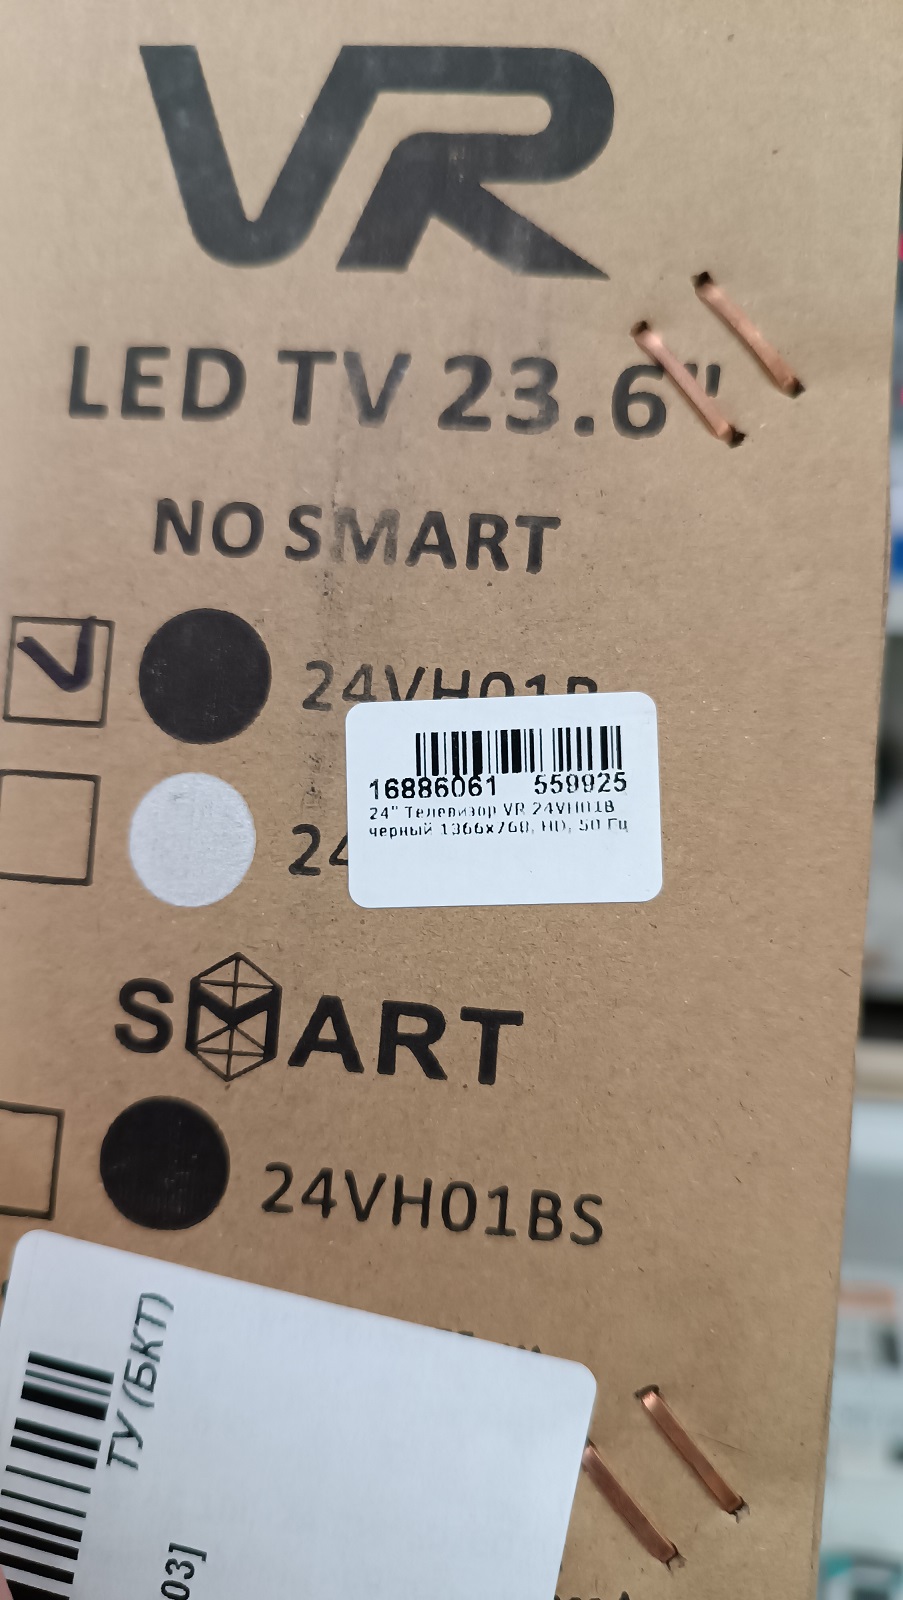 VR
LED TV 23.6"
NO SMART
24VH01B
16886061 559925
24" Телевизор VR 24VH01B
черный 1366x768, HD, 50 Гц
24
SMART
24VH01BS
ТУ (БКТ)
03]